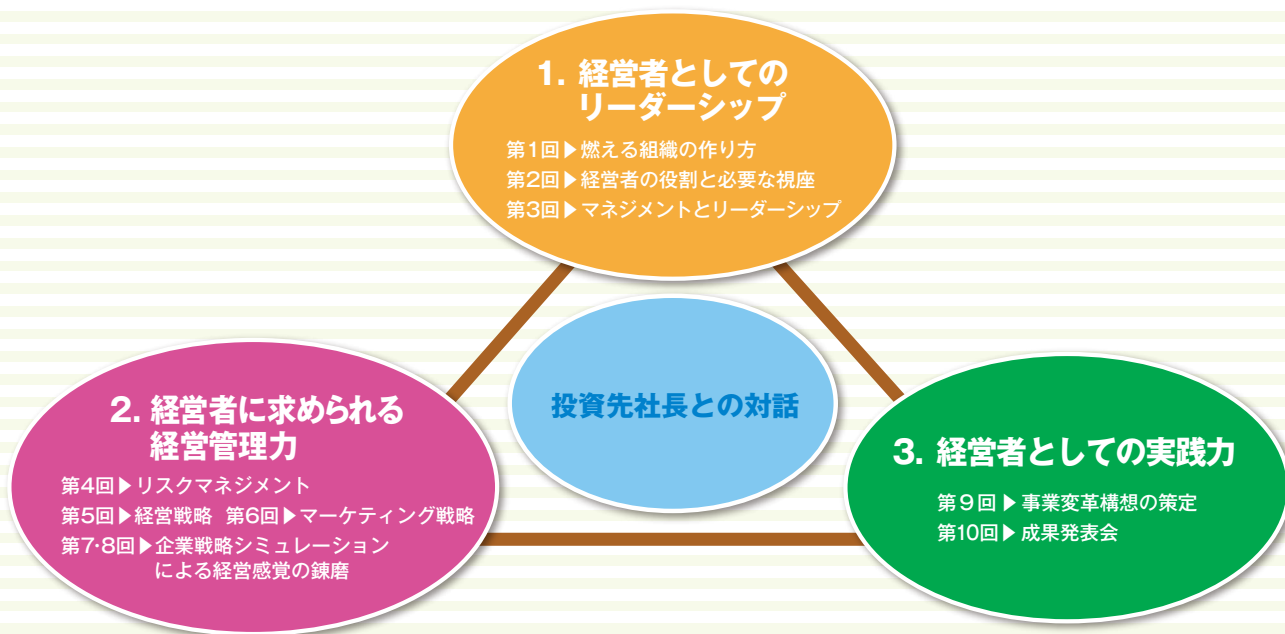 1. 経営者としての
リーダーシップ
第1回▶燃える組織の作り方
第2回▶経営者の役割と必要な視座
第3回▶マネジメントとリーダーシップ
投資先社長との対話
2. 経営者に求められる
経営管理力
第4回▶リスクマネジメント
第5回▶経営戦略 第6回▶マーケティング戦略
第7・8回▶企業戦略シミュレーション
による経営感覚の錬磨
3. 経営者としての実践力
第9回▶事業変革構想の策定
第10回▶成果発表会